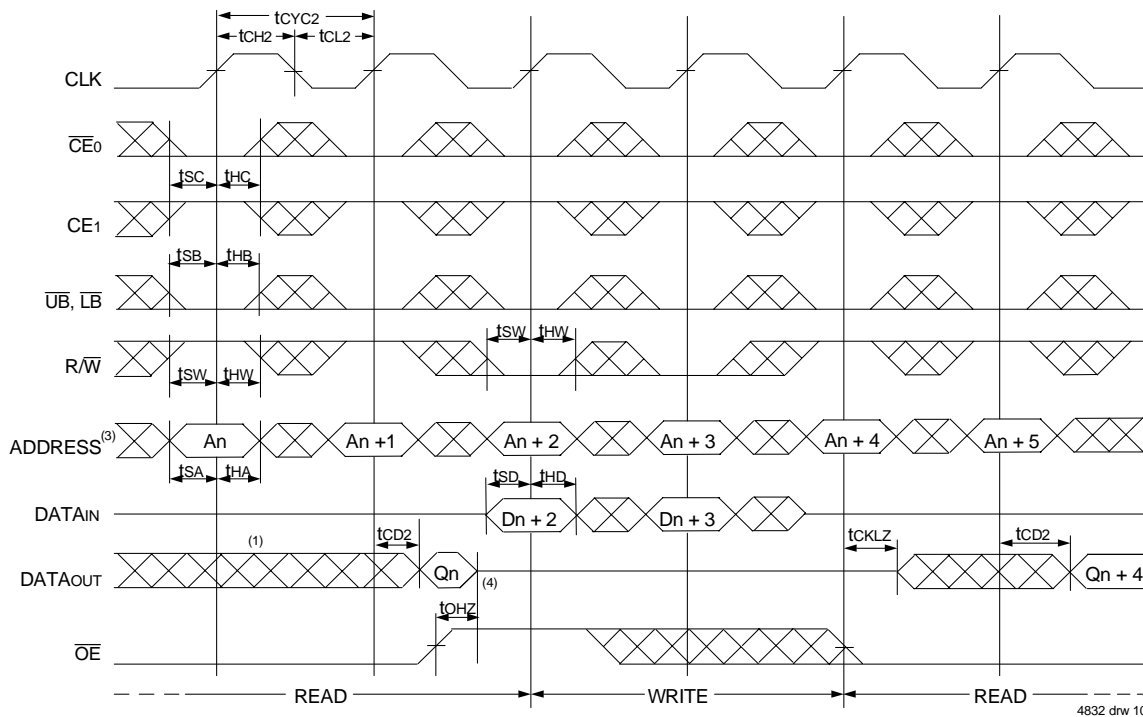 tCYC2
tCH2 tCL2
CLK
CE0
tSC tHC
CE1
tSB tHB
UB, LB
tSW tHW
R/W
tSW tHW
ADDRESS(3) An An +1 An + 2 An + 3 An + 4 An + 5
tSA tHA tSD tHD
DATAIN Dn + 2 Dn + 3
(1) tCD2 tCKLZ tCD2
DATAOUT Qn (4) Qn + 4
tOHZ
OE
READ WRITE READ
4832 drw 10